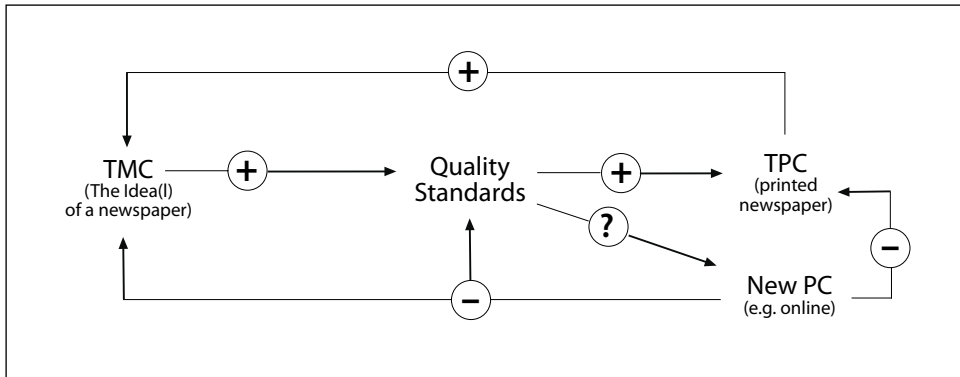 +
TMC
(The Idea(l)
of a newspaper)
+
Quality
Standards
+
TPC
(printed
newspaper)
?
−
New PC
(e.g. online)
−